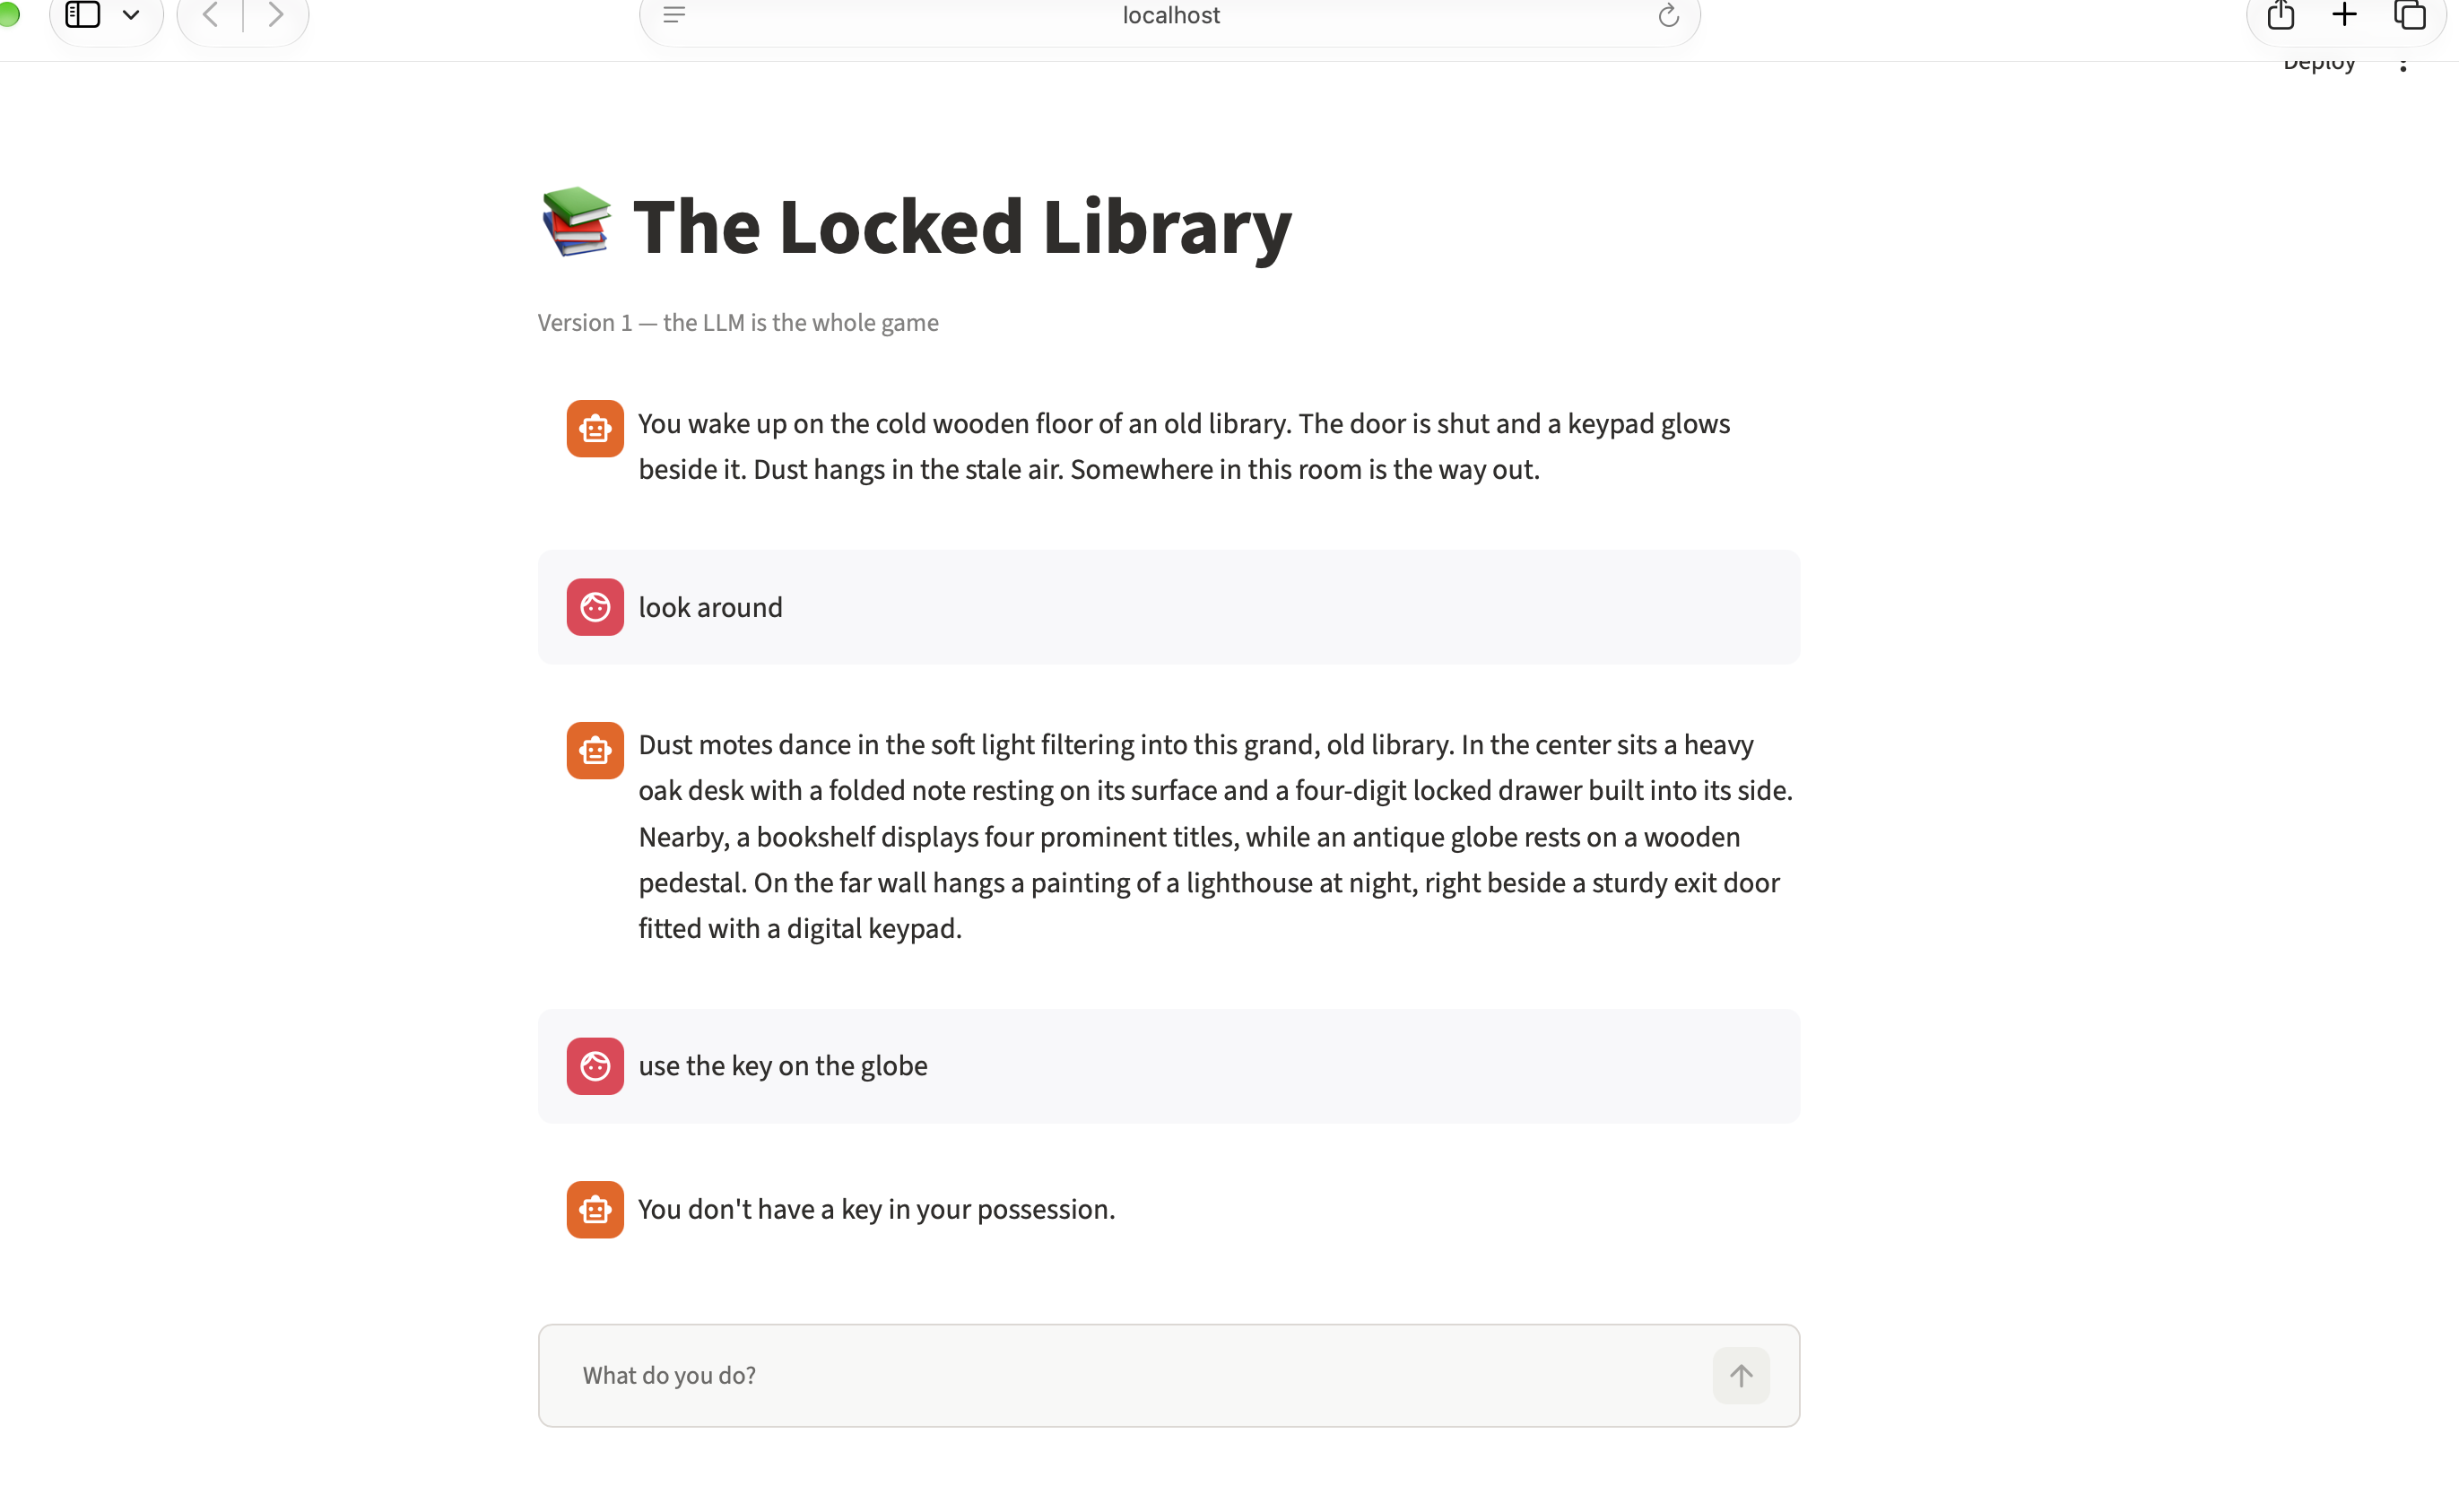 localhost
Deploy
The Locked Library
Version 1 — the LLM is the whole game
You wake up on the cold wooden floor of an old library. The door is shut and a keypad glows
beside it. Dust hangs in the stale air. Somewhere in this room is the way out.
look around
Dust motes dance in the soft light filtering into this grand, old library. In the center sits a heavy
oak desk with a folded note resting on its surface and a four-digit locked drawer built into its side.
Nearby, a bookshelf displays four prominent titles, while an antique globe rests on a wooden
pedestal. On the far wall hangs a painting of a lighthouse at night, right beside a sturdy exit door
fitted with a digital keypad.
use the key on the globe
You don't have a key in your possession.
What do you do?